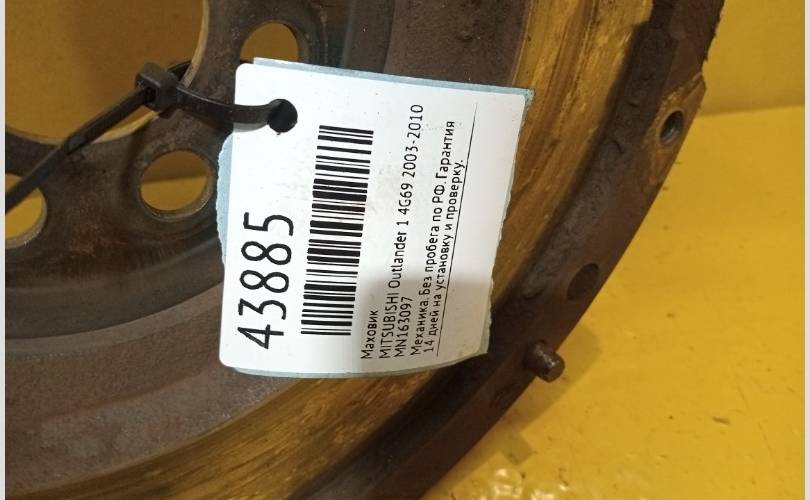 43885
Маховик
MITSUBISHI Outlander 1 4G69 2003-2010
MN163097
Механика. Без пробега по РФ. Гарантия
14 дней на установку и проверку.